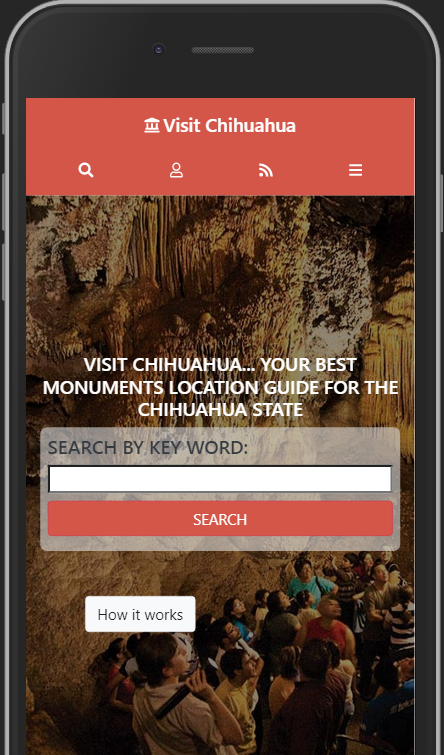 Visit Chihuahua
VISIT CHIHUAHUA... YOUR BEST
MONUMENTS LOCATION GUIDE FOR THE
CHIHUAHUA STATE
SEARCH BY KEY WORD:
SEARCH
How it works